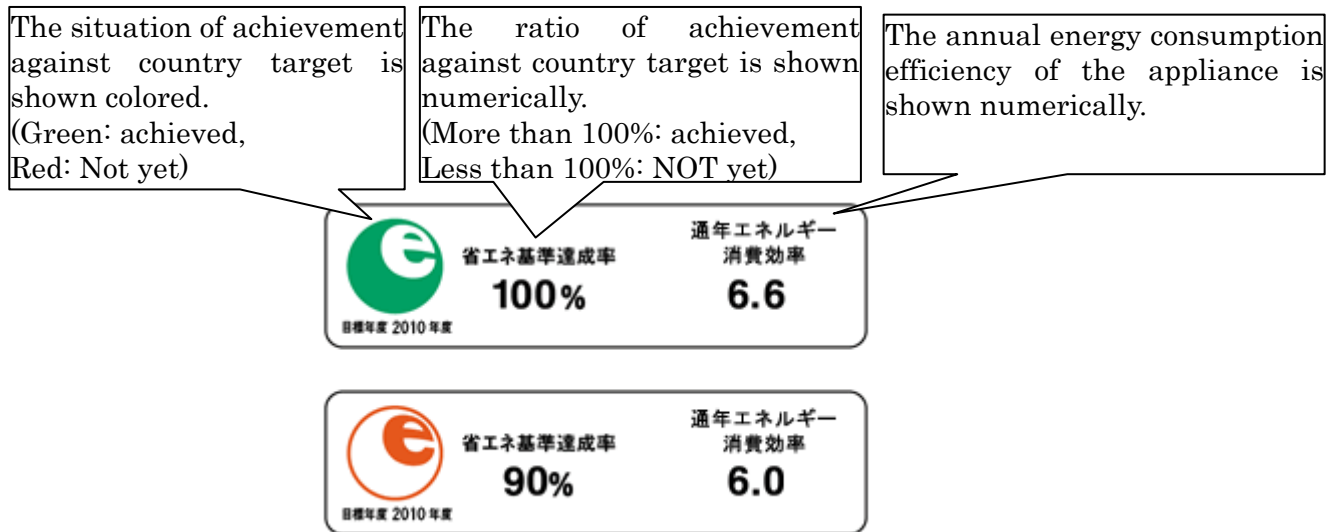 The situation of achievement
against country target is
shown colored.
(Green: achieved,
Red: Not yet)
The ratio of achievement
against country target is shown
numerically.
(More than 100%: achieved,
Less than 100%: NOT yet)
The annual energy consumption
efficiency of the appliance is
shown numerically.
e
目標年度 2010 年度
省エネ基準達成率
100%
通年エネルギー
消費効率
6.6
e
目標年度 2010 年度
省エネ基準達成率
90%
通年エネルギー
消費効率
6.0